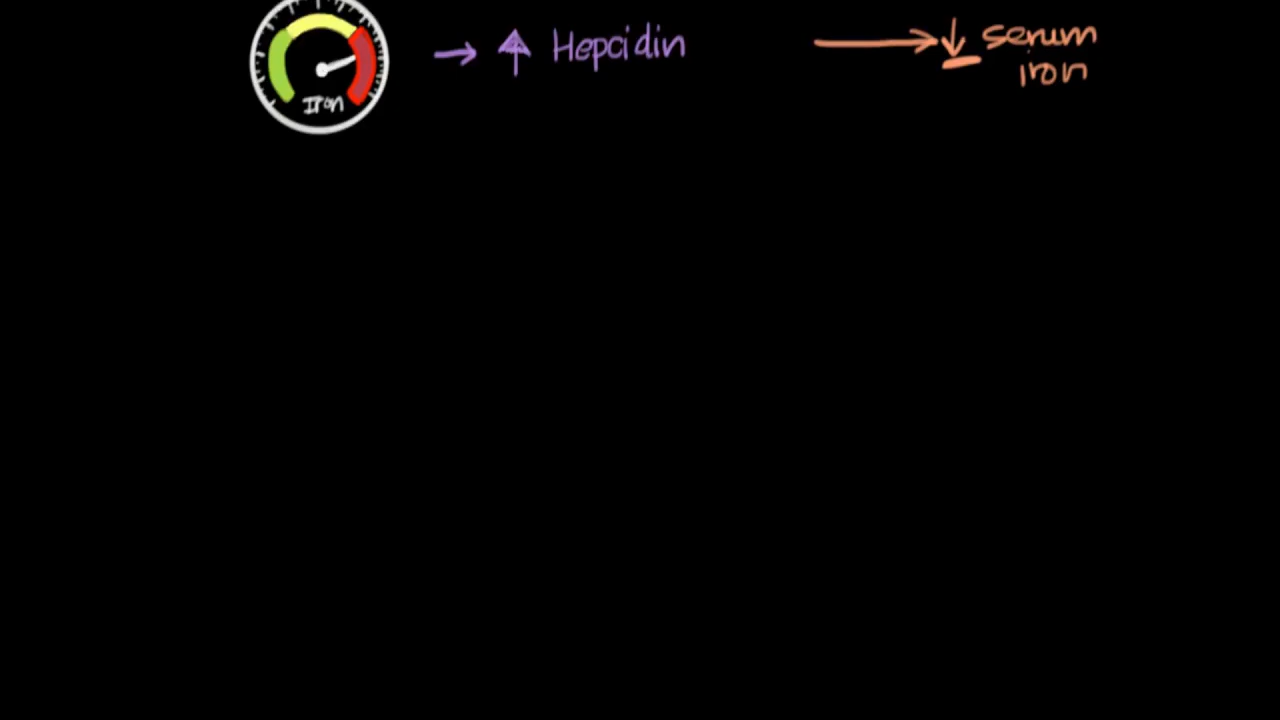 Iron
→ ↑ Hepcidin
→ ↓ serum
iron